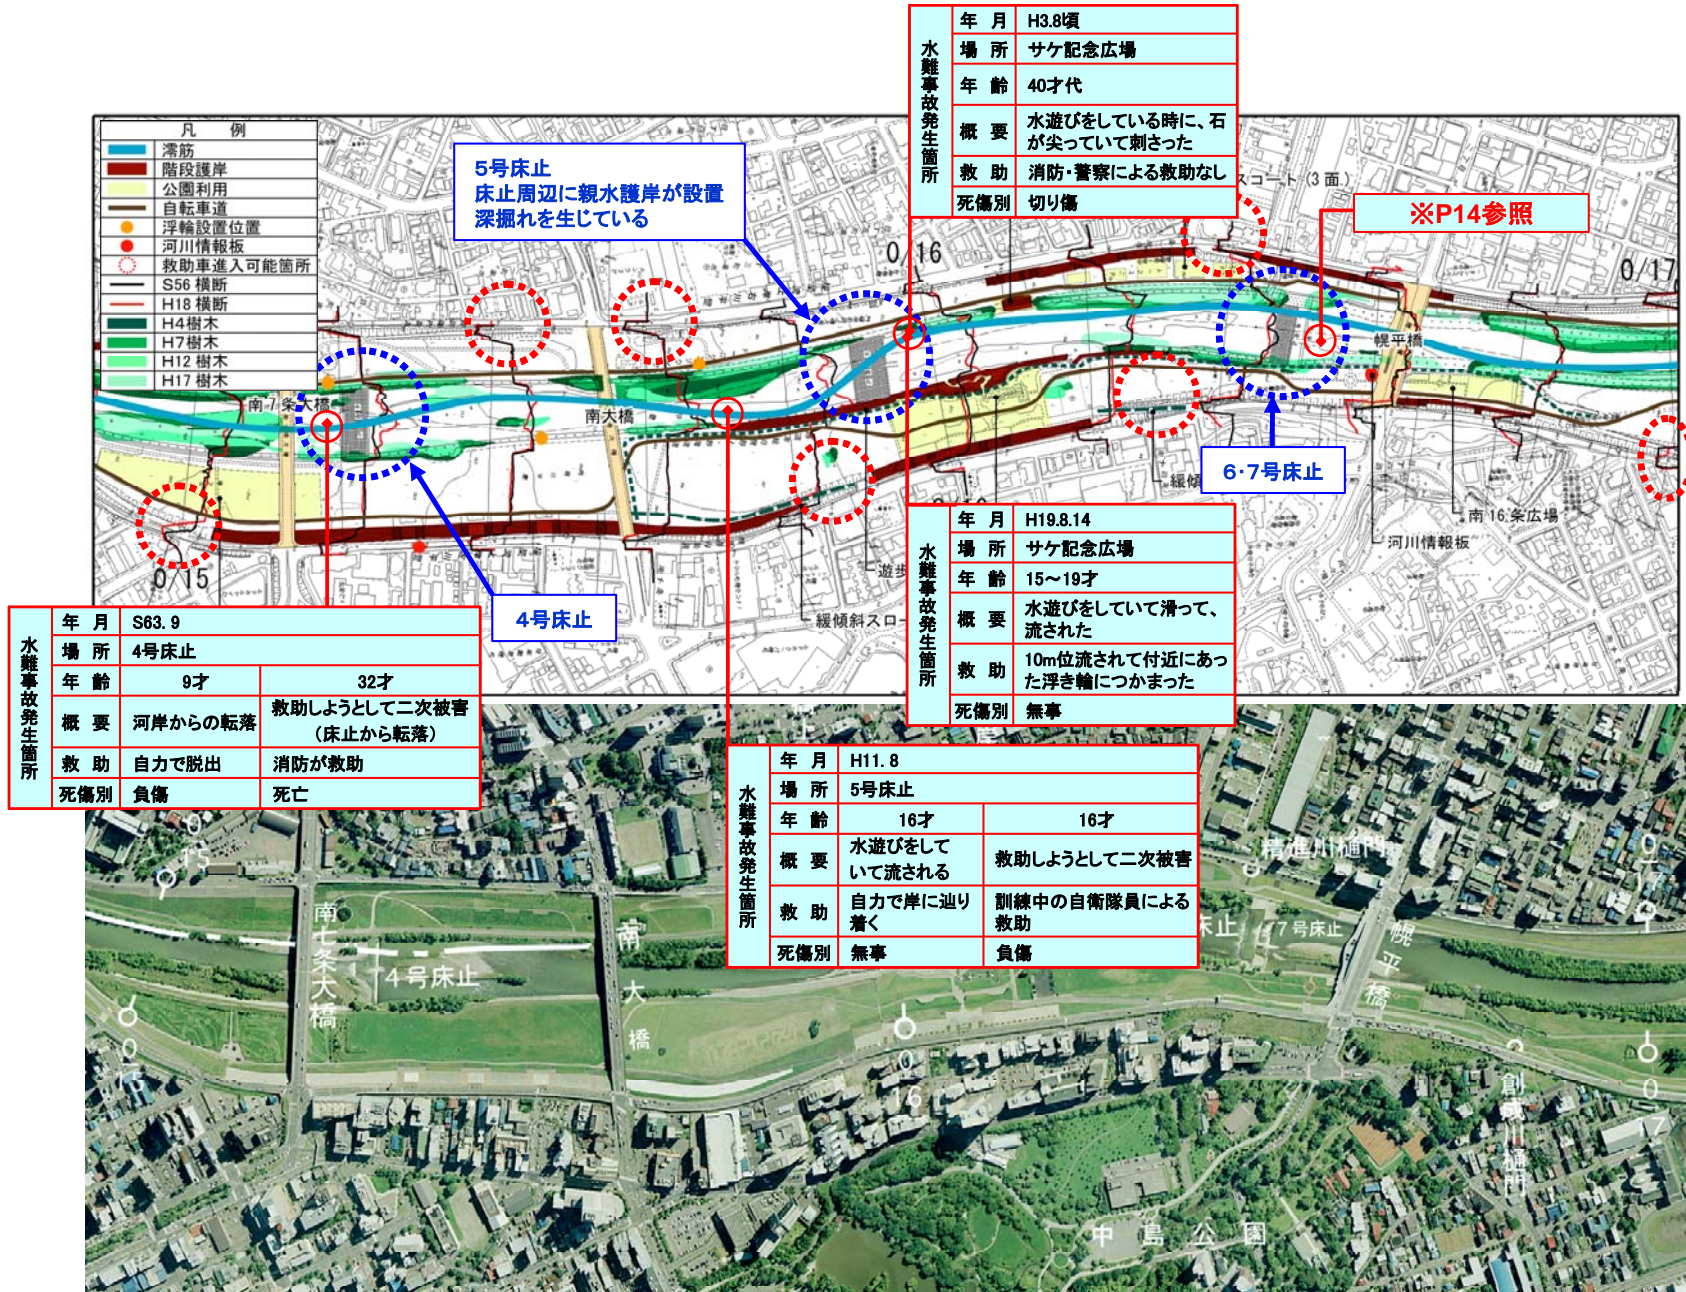 水難事故発生箇所
年月 H3.8頃
場所 サケ記念広場
年齢 40才代
概要 水遊びをしている時に、石
が尖っていて刺さった
救助 消防・警察による救助なし
死傷別 切り傷
凡例
澪筋
階段護岸
公園利用
自転車道
浮輪設置位置
河川情報板
救助車進入可能箇所
S56 横断
H18 横断
H4樹木
H7樹木
H12 樹木
H17 樹木
5号床止
床止周辺に親水護岸が設置
深掘れを生じている
スコート(3面)
※P14参照
0/16
0/17
幌平橋
南7条大橋
南大橋
6・7号床止
緩傾
南16条広場
河川情報板
0/15
遊歩
緩傾斜スロー
4号床止
水難事故発生箇所
年月 H19.8.14
場所 サケ記念広場
年齢 15～19才
概要 水遊びをしていて滑って、
流された
救助 10m位流されて付近にあっ
た浮き輪につかまった
死傷別 無事
水難事故発生箇所
年月 S63.9
場所 4号床止
年齢 9才 32才
概要 河岸からの転落 救助しようとして二次被害
(床止から転落)
救助 自力で脱出 消防が救助
死傷別 負傷 死亡
水難事故発生箇所
年月 H11.8
場所 5号床止
年齢 16才 16才
概要 水遊びをして
いて流される 救助しようとして二次被害
救助 自力で岸に辿り
着く 訓練中の自衛隊員による
救助
死傷別 無事 負傷
精進川樋門
南七条大橋
4号床止
南大橋
床止
7号床止
幌平橋
創成川樋門
中島公園